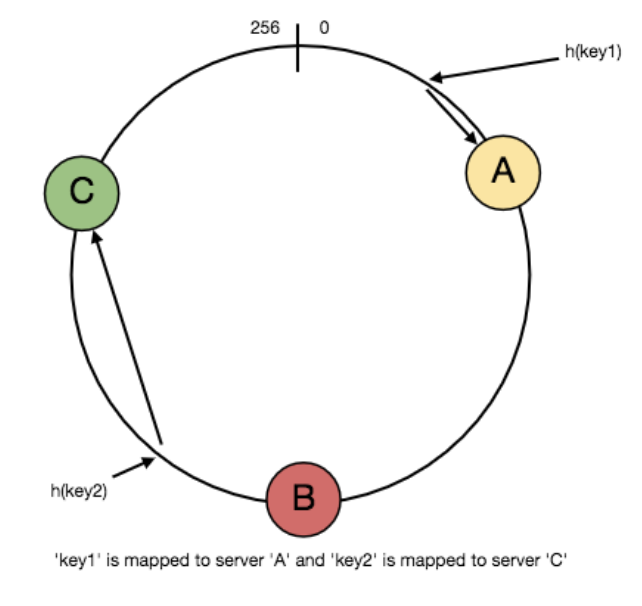 256 0
h(key1)
A
C
h(key2)
B
'key1' is mapped to server 'A' and 'key2' is mapped to server 'C'